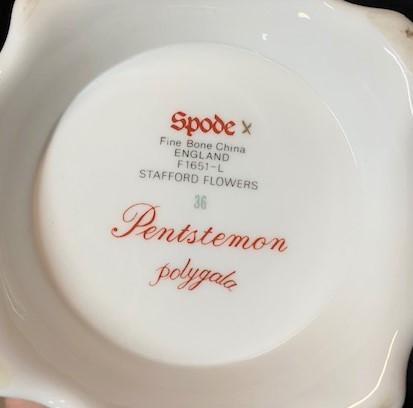 Spode x
Fine Bone China
ENGLAND
F1651-L
STAFFORD FLOWERS
36
Pentstemon
polygala